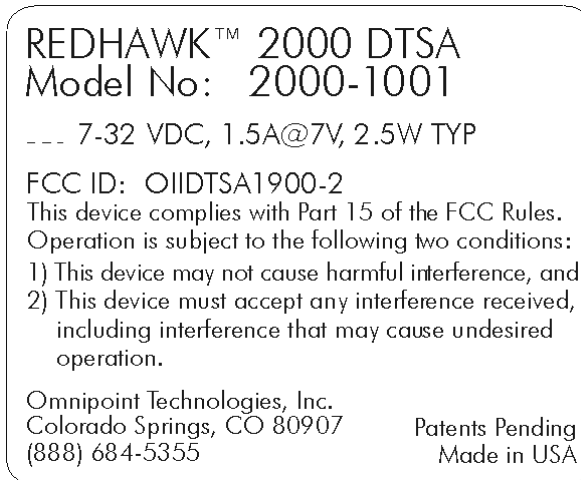 REDHAWK™ 2000 DTSA
Model No: 2000-1001
--- 7-32 VDC, 1.5A@7V, 2.5W TYP
FCC ID: OIIDTSA1900-2
This device complies with Part 15 of the FCC Rules.
Operation is subject to the following two conditions:
1) This device may not cause harmful interference, and
2) This device must accept any interference received,
including interference that may cause undesired
operation.
Omnipoint Technologies, Inc.
Colorado Springs, CO 80907
(888) 684-5355
Patents Pending
Made in USA